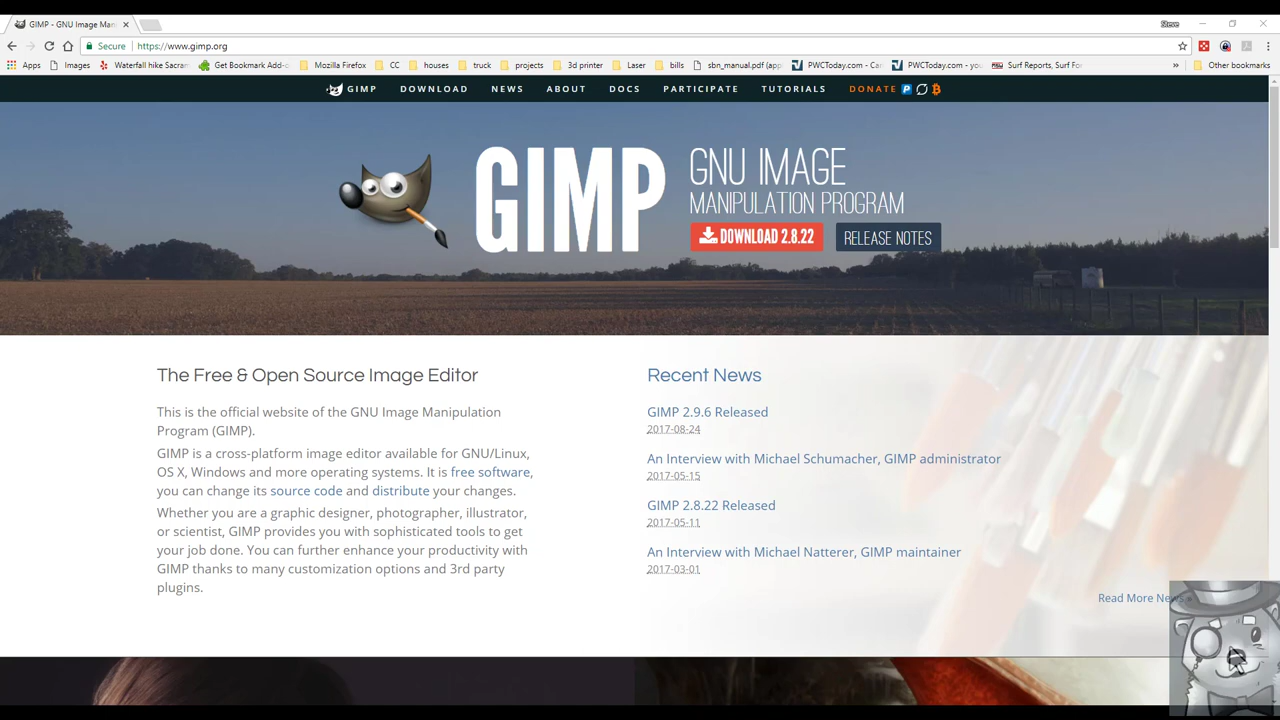 GIMP - GNU Image Man
Steve
Secure
https://www.gimp.org
Apps
Images
Waterfall hike Sacram
Get Bookmark Add-o
Mozilla Firefox
CC
houses
truck
projects
3d printer
Laser
bills
sbn_manual.pdf (app
PWCToday.com - Car
PWCToday.com - you
Surf Reports, Surf For
»
Other bookmarks
GIMP
DOWNLOAD
NEWS
ABOUT
DOCS
PARTICIPATE
TUTORIALS
DONATE
GIMP
GNU IMAGE
MANIPULATION PROGRAM
DOWNLOAD 2.8.22
RELEASE NOTES
The Free & Open Source Image Editor
This is the official website of the GNU Image Manipulation
Program (GIMP).
GIMP is a cross-platform image editor available for GNU/Linux,
OS X, Windows and more operating systems. It is free software,
you can change its source code and distribute your changes.
Whether you are a graphic designer, photographer, illustrator,
or scientist, GIMP provides you with sophisticated tools to get
your job done. You can further enhance your productivity with
GIMP thanks to many customization options and 3rd party
plugins.
Recent News
GIMP 2.9.6 Released
2017-08-24
An Interview with Michael Schumacher, GIMP administrator
2017-05-15
GIMP 2.8.22 Released
2017-05-11
An Interview with Michael Natterer, GIMP maintainer
2017-03-01
Read More News »